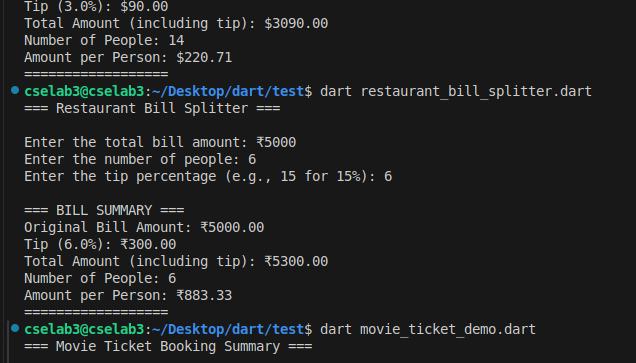 Tip (3.0%): $90.00
Total Amount (including tip): $3090.00
Number of People: 14
Amount per Person: $220.71
==================
cselab3@cselab3:~/Desktop/dart/test$ dart restaurant_bill_splitter.dart
=== Restaurant Bill Splitter ===
Enter the total bill amount: ₹5000
Enter the number of people: 6
Enter the tip percentage (e.g., 15 for 15%): 6
=== BILL SUMMARY ===
Original Bill Amount: ₹5000.00
Tip (6.0%): ₹300.00
Total Amount (including tip): ₹5300.00
Number of People: 6
Amount per Person: ₹883.33
==================
cselab3@cselab3:~/Desktop/dart/test$ dart movie_ticket_demo.dart
=== Movie Ticket Booking Summary ===